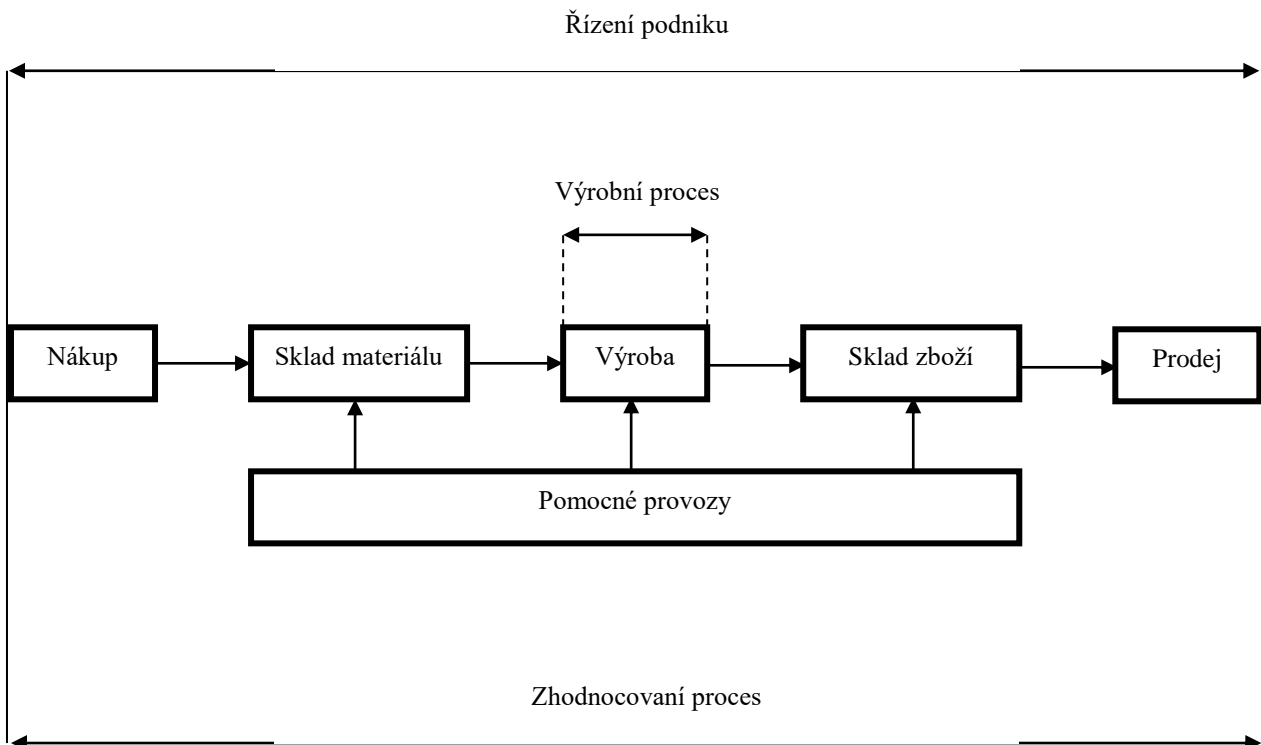 Řízení podniku
Výrobní proces
Nákup
Sklad materiálu
Výroba
Sklad zboží
Prodej
Pomocné provozy
Zhodnocovaní proces